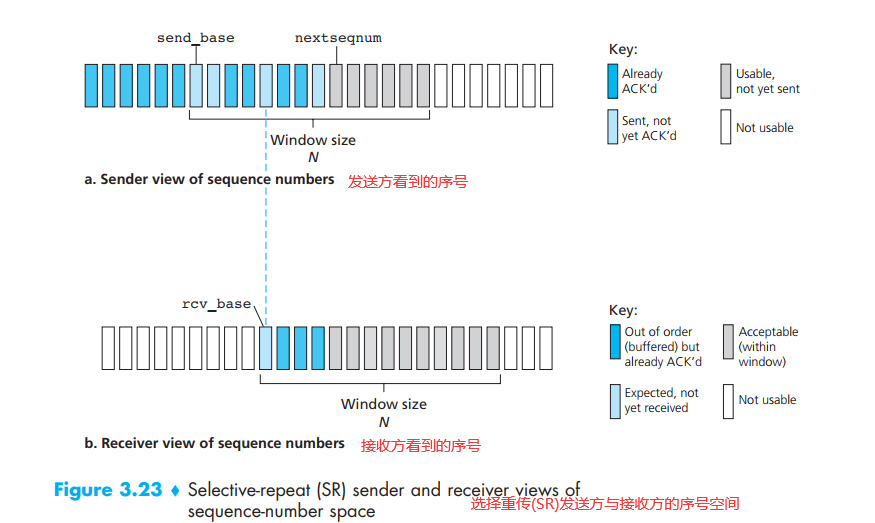 send_base
nextseqnum
Key:
Already
ACK'd
Usable,
not yet sent
Sent, not
yet ACK'd
Not usable
Window size
N
a. Sender view of sequence numbers 发送方看到的序号
rcv_base
Key:
Out of order
(buffered) but
already ACK'd
Acceptable
(within
window)
Expected, not
yet received
Not usable
Window size
N
b. Receiver view of sequence numbers 接收方看到的序号
Figure 3.23 ♦ Selective-repeat (SR) sender and receiver views of
sequence-number space
选择重传(SR)发送方与接收方的序号空间